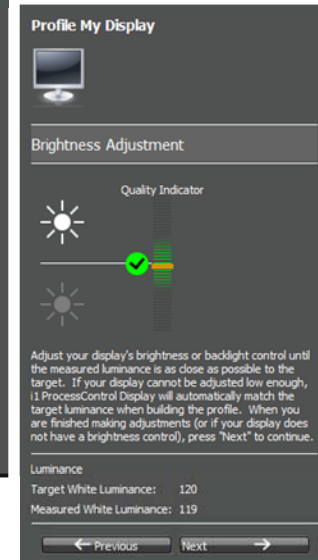 Profile My Display
Brightness Adjustment
Quality Indicator
Adjust your display's brightness or backlight control until
the measured luminance is as close as possible to the
target. If your display cannot be adjusted low enough,
i1 ProcessControl Display will automatically match the
target luminance when building the profile. When you
are finished making adjustments (or if your display does
not have a brightness control), press "Next" to continue.
Luminance
Target White Luminance: 120
Measured White Luminance: 119
Previous Next